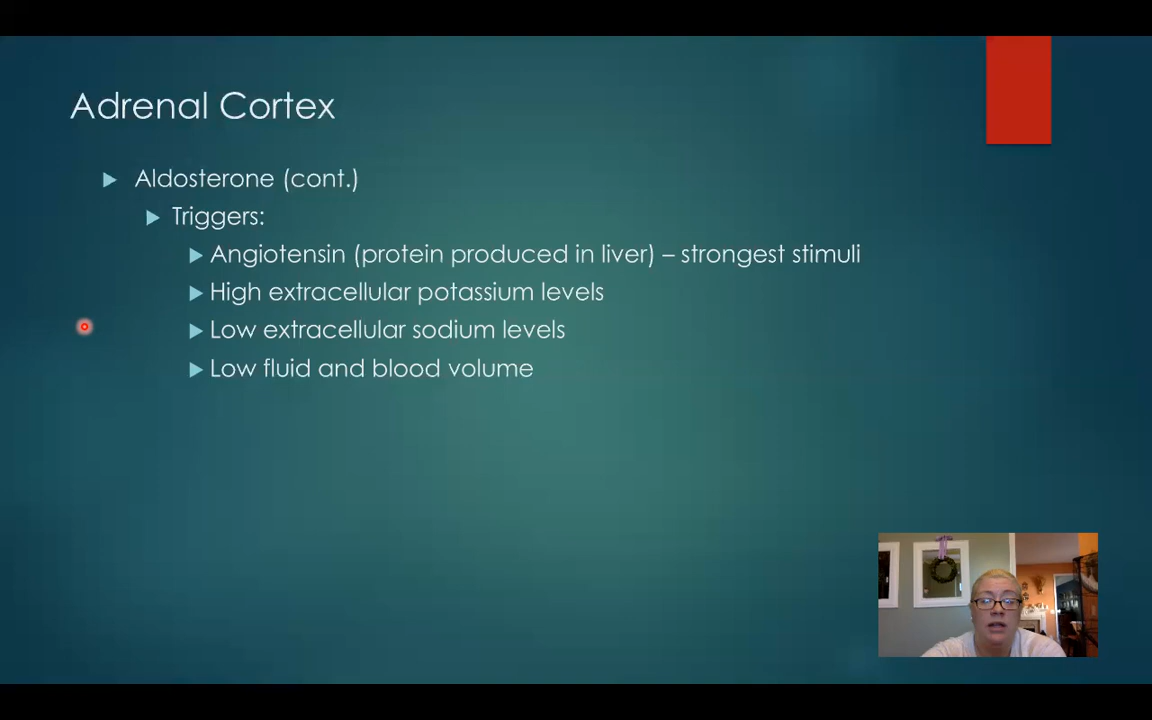 Adrenal Cortex
Aldosterone (cont.)
Triggers:
Angiotensin (protein produced in liver) – strongest stimuli
High extracellular potassium levels
Low extracellular sodium levels
Low fluid and blood volume